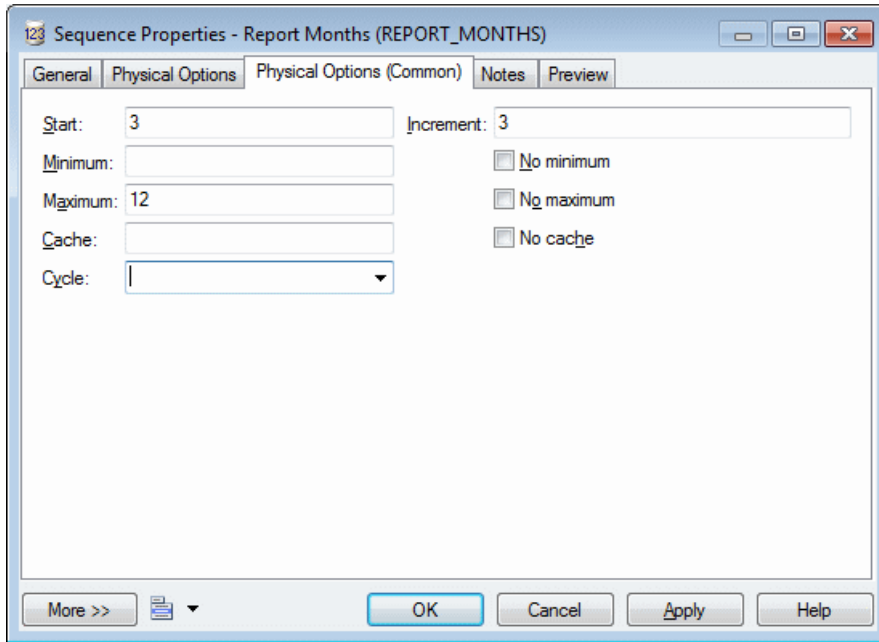 123 Sequence Properties - Report Months (REPORT_MONTHS)
General Physical Options Physical Options (Common) Notes Preview
Start: 3 Increment: 3
Minimum: No minimum
Maximum: 12 No maximum
Cache: No cache
Cycle:
More >> OK Cancel Apply Help